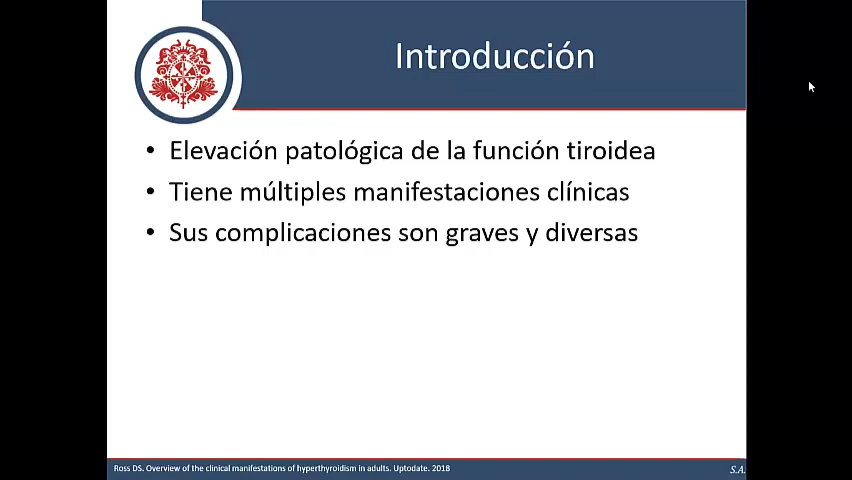 Introducción
• Elevación patológica de la función tiroidea
• Tiene múltiples manifestaciones clínicas
• Sus complicaciones son graves y diversas
Ross DS. Overview of the clinical manifestations of hyperthyroidism in adults. Uptodate. 2018
S.A.